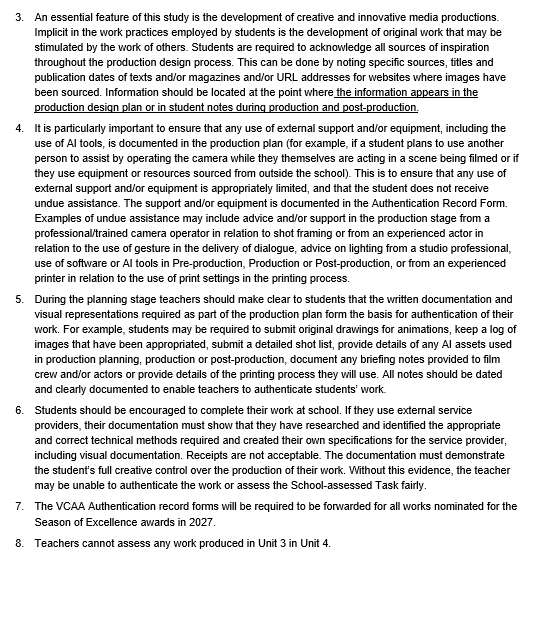 3. An essential feature of this study is the development of creative and innovative media productions.
Implicit in the work practices employed by students is the development of original work that may be
stimulated by the work of others. Students are required to acknowledge all sources of inspiration
throughout the production design process. This can be done by noting specific sources, titles and
publication dates of texts and/or magazines and/or URL addresses for websites where images have
been sourced. Information should be located at the point where the information appears in the
production design plan or in student notes during production and post-production.
4. It is particularly important to ensure that any use of external support and/or equipment, including the
use of AI tools, is documented in the production plan (for example, if a student plans to use another
person to assist by operating the camera while they themselves are acting in a scene being filmed or if
they use equipment or resources sourced from outside the school). This is to ensure that any use of
external support and/or equipment is appropriately limited, and that the student does not receive
undue assistance. The support and/or equipment is documented in the Authentication Record Form.
Examples of undue assistance may include advice and/or support in the production stage from a
professional/trained camera operator in relation to shot framing or from an experienced actor in
relation to the use of gesture in the delivery of dialogue, advice on lighting from a studio professional,
use of software or AI tools in Pre-production, Production or Post-production, or from an experienced
printer in relation to the use of print settings in the printing process.
5. During the planning stage teachers should make clear to students that the written documentation and
visual representations required as part of the production plan form the basis for authentication of their
work. For example, students may be required to submit original drawings for animations, keep a log of
images that have been appropriated, submit a detailed shot list, provide details of any AI assets used
in production planning, production or post-production, document any briefing notes provided to film
crew and/or actors or provide details of the printing process they will use. All notes should be dated
and clearly documented to enable teachers to authenticate students' work.
6. Students should be encouraged to complete their work at school. If they use external service
providers, their documentation must show that they have researched and identified the appropriate
and correct technical methods required and created their own specifications for the service provider,
including visual documentation. Receipts are not acceptable. The documentation must demonstrate
the student's full creative control over the production of their work. Without this evidence, the teacher
may be unable to authenticate the work or assess the School-assessed Task fairly.
7. The VCAA Authentication record forms will be required to be forwarded for all works nominated for the
Season of Excellence awards in 2027.
8. Teachers cannot assess any work produced in Unit 3 in Unit 4.